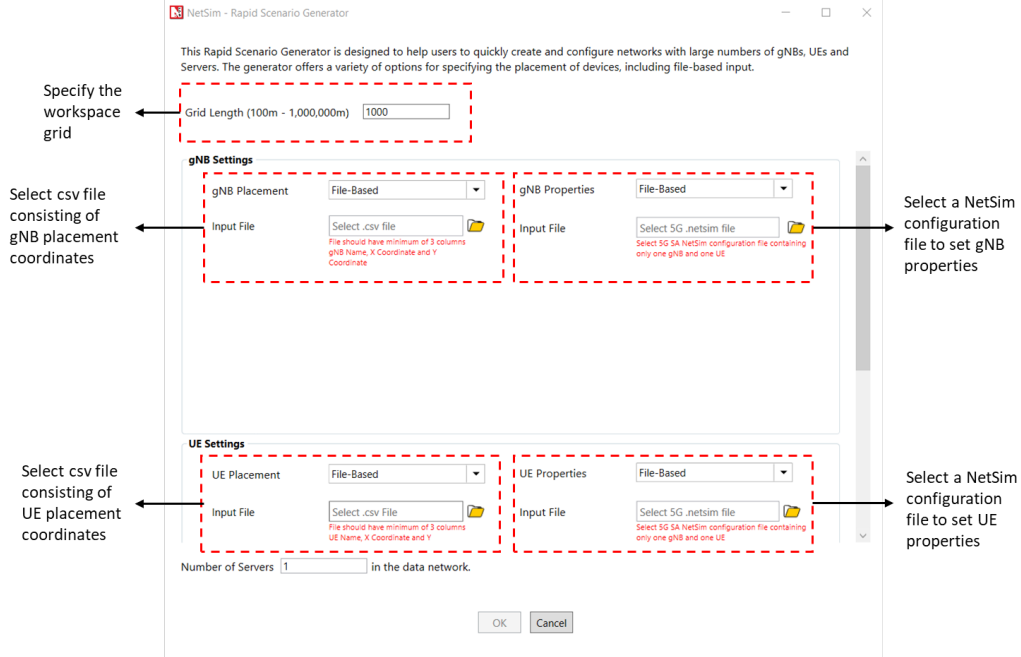 NetSim - Rapid Scenario Generator
This Rapid Scenario Generator is designed to help users to quickly create and configure networks with large numbers of gNBs, UEs and
Servers. The generator offers a variety of options for specifying the placement of devices, including file-based input.
Specify the
workspace
grid
Grid Length (100m - 1,000,000m) 1000
gNB Settings
Select csv file
consisting of
gNB placement
coordinates
gNB Placement File-Based
Input File Select .csv file
File should have minimum of 3 columns
gNB Name, X Coordinate and Y
Coordinate
gNB Properties File-Based
Input File Select 5G .netsim file
Select 5G SA NetSim configuration file containing
only one gNB and one UE
Select a NetSim
configuration
file to set gNB
properties
UE Settings
Select csv file
consisting of
UE placement
coordinates
UE Placement File-Based
Input File Select .csv File
File should have minimum of 3 columns
UE Name, X Coordinate and Y
UE Properties File-Based
Input File Select 5G .netsim file
Select 5G SA NetSim configuration file containing
only one gNB and one UE
Select a NetSim
configuration
file to set UE
properties
Number of Servers 1 in the data network.
OK Cancel